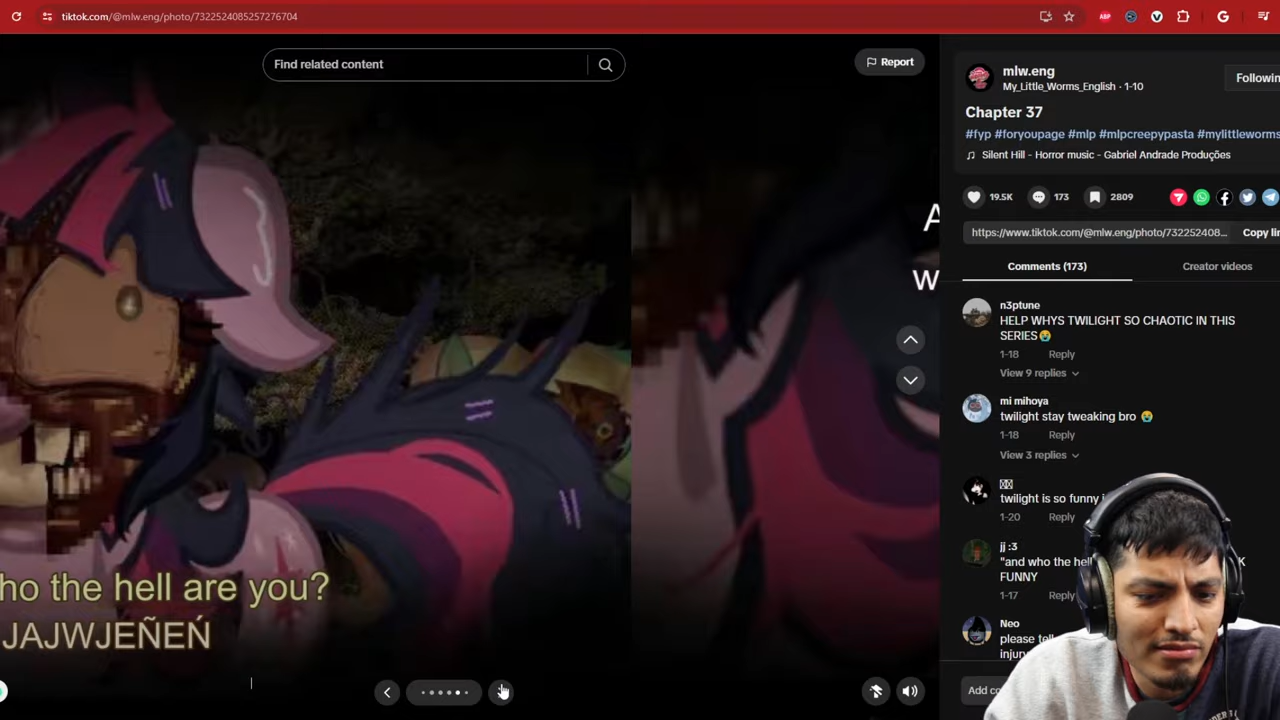 tiktok.com/@mlw.eng/photo/7322524085257276704
ABP
G
Find related content
Report
ho the hell are you?
JAJWJEÑEŃ
A
w
mlw.eng
My_Little_Worms_English · 1-10
Followin
Chapter 37
#fyp #foryoupage #mlp #mlpcreepypasta #mylittleworms
Silent Hill - Horror music - Gabriel Andrade Produções
19.5K
173
2809
https://www.tiktok.com/@mlw.eng/photo/732252408...
Copy lin
Comments (173)
Creator videos
n3ptune
HELP WHYS TWILIGHT SO CHAOTIC IN THIS
SERIES😭
1-18 Reply
View 9 replies
mi mihoya
twilight stay tweaking bro 😭
1-18 Reply
View 3 replies
twilight is so funny i
1-20 Reply
jj :3
"and who the hell
K
FUNNY
1-17 Reply
Neo
please tel
injury
Add co